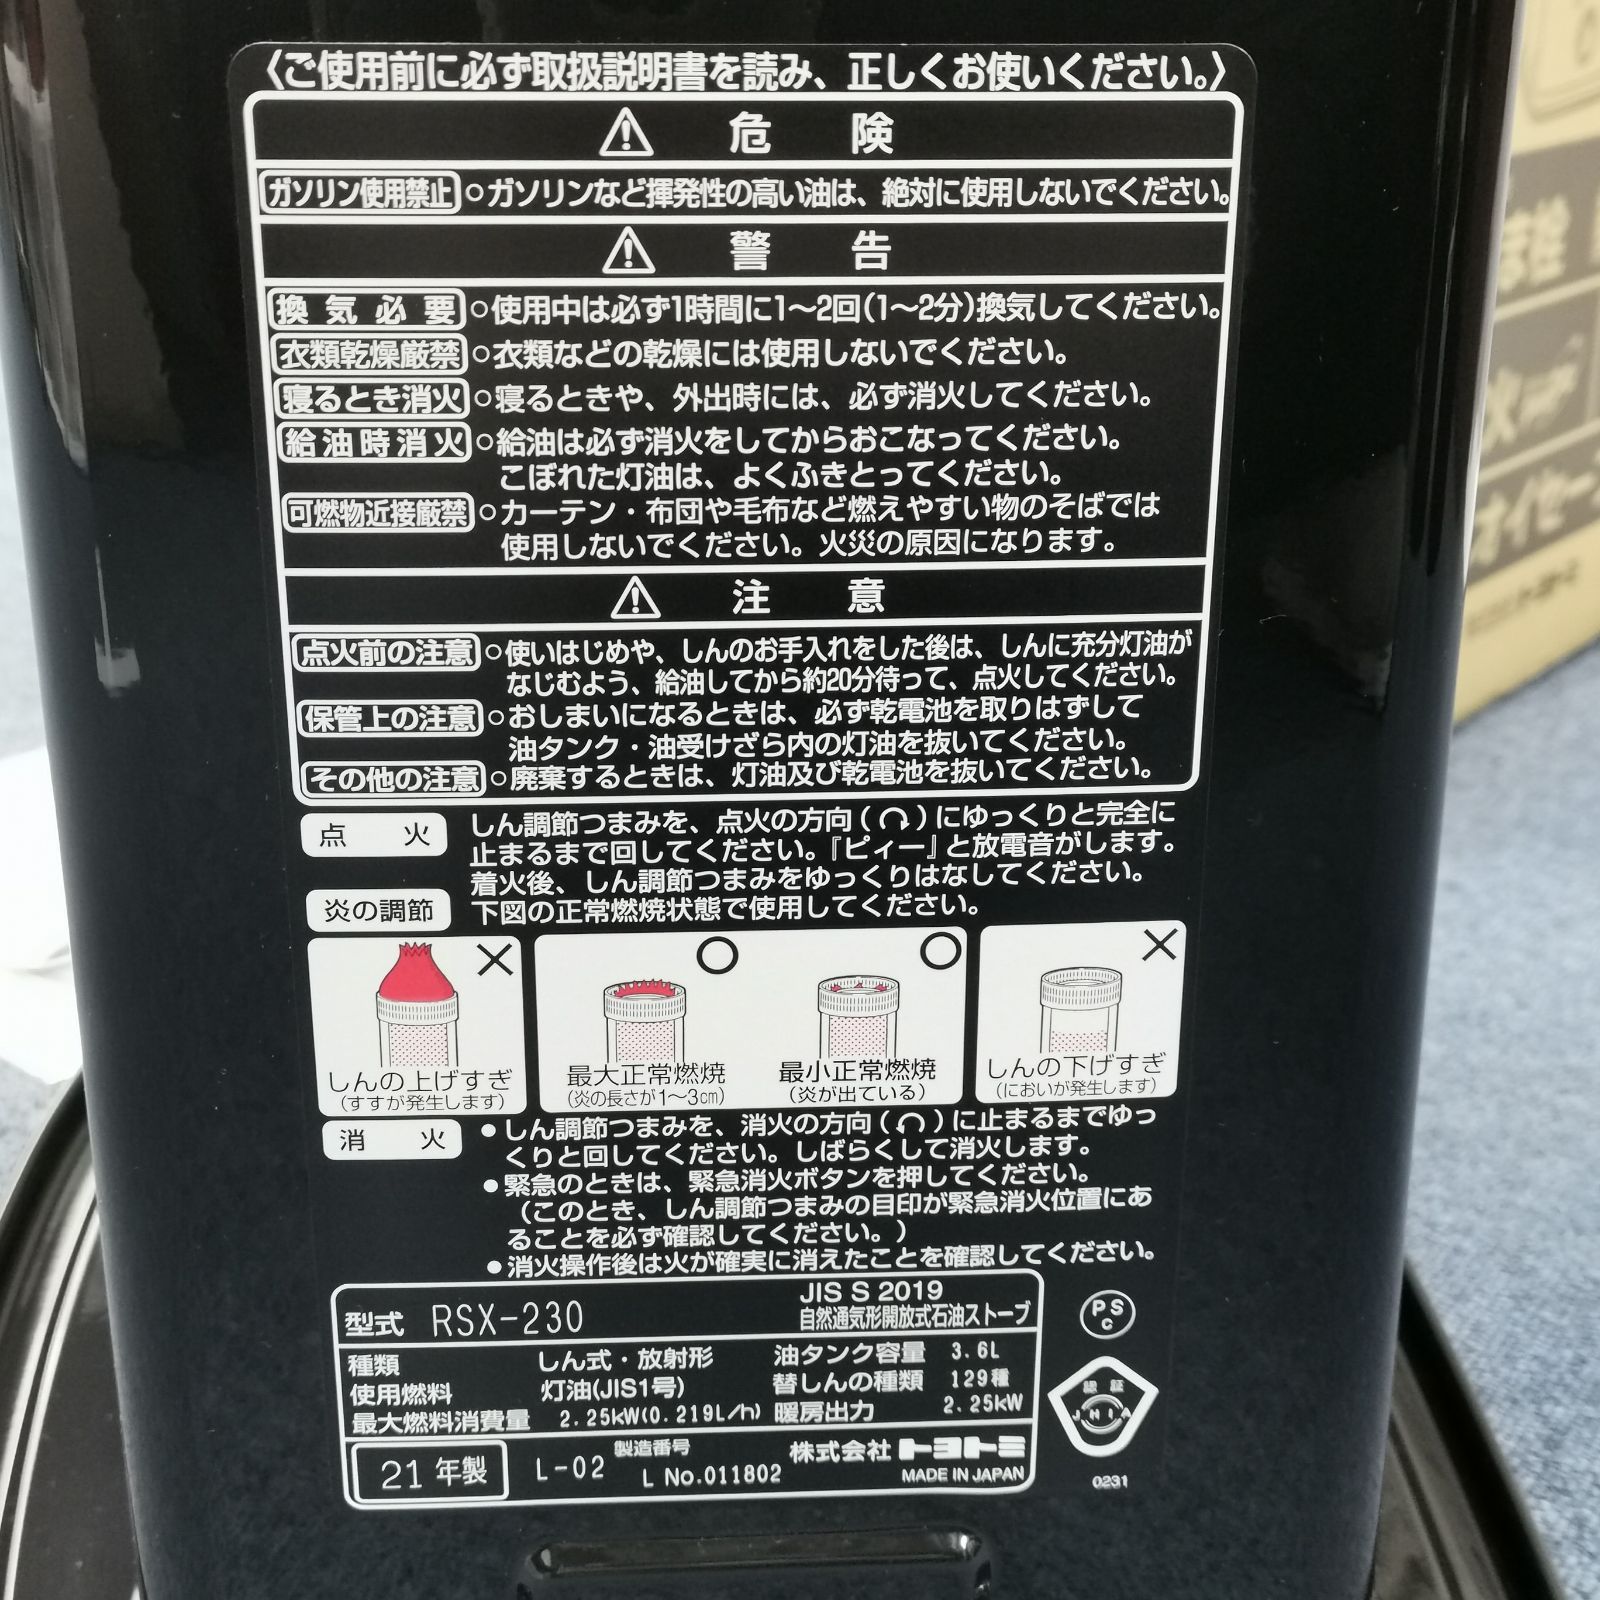 〈ご使用前に必ず取扱説明書を読み、正しくお使いください。〉
危 険
ガソリン使用禁止 ○ガソリンなど揮発性の高い油は、絶対に使用しないでください。
警 告
換気必要 ○使用中は必ず1時間に1〜2回(1〜2分)換気してください。
衣類乾燥厳禁 ○衣類などの乾燥には使用しないでください。
寝るとき消火 ○寝るときや、外出時には、必ず消火してください。
給油時消火 ○給油は必ず消火をしてからおこなってください。
こぼれた灯油は、よくふきとってください。
可燃物近接厳禁 ○カーテン・布団や毛布など燃えやすい物のそばでは
使用しないでください。火災の原因になります。
注 意
点火前の注意 ○使いはじめや、しんのお手入れをした後は、しんに充分灯油が
なじむよう、給油してから約20分待って、点火してください。
保管上の注意 ○おしまいになるときは、必ず乾電池を取りはずして
油タンク・油受けざら内の灯油を抜いてください。
その他の注意 ○廃棄するときは、灯油及び乾電池を抜いてください。
点 火 しん調節つまみを、点火の方向(↷)にゆっくりと完全に
止まるまで回してください。『ピィー』と放電音がします。
着火後、しん調節つまみをゆっくりはなしてください。
炎の調節 下図の正常燃焼状態で使用してください。
× ○ ○ ×
しんの上げすぎ 最大正常燃焼 最小正常燃焼 しんの下げすぎ
(すすが発生します) (炎の長さが1〜3cm) (炎が出ている) (においが発生します)
消 火 ●しん調節つまみを、消火の方向(↶)に止まるまでゆっ
くりと回してください。しばらくして消火します。
●緊急のときは、緊急消火ボタンを押してください。
(このとき、しん調節つまみの目印が緊急消火位置にあ
ることを必ず確認してください。)
●消火操作後は火が確実に消えたことを確認してください。
型式 RSX-230 JIS S 2019
自然通気形開放式石油ストーブ
種類 しん式・放射形 油タンク容量 3.6L
使用燃料 灯油(JIS1号) 替しんの種類 129種
最大燃料消費量 2.25kW(0.219L/h) 暖房出力 2.25kW
21年製 L-02 製造番号 L No.011802 株式会社トヨトミ
MADE IN JAPAN
PSC
認証
JHIA
0231
オイヒー